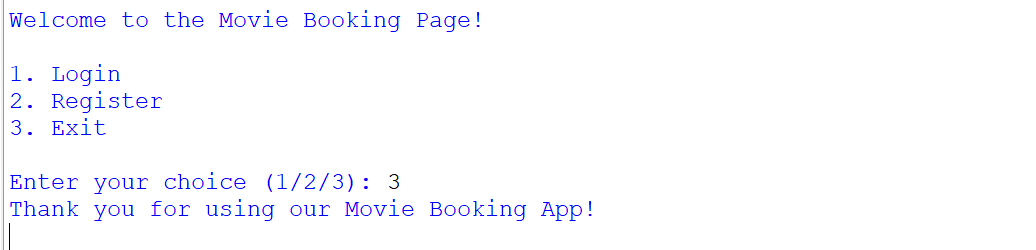 Welcome to the Movie Booking Page!
1. Login
2. Register
3. Exit
Enter your choice (1/2/3): 3
Thank you for using our Movie Booking App!